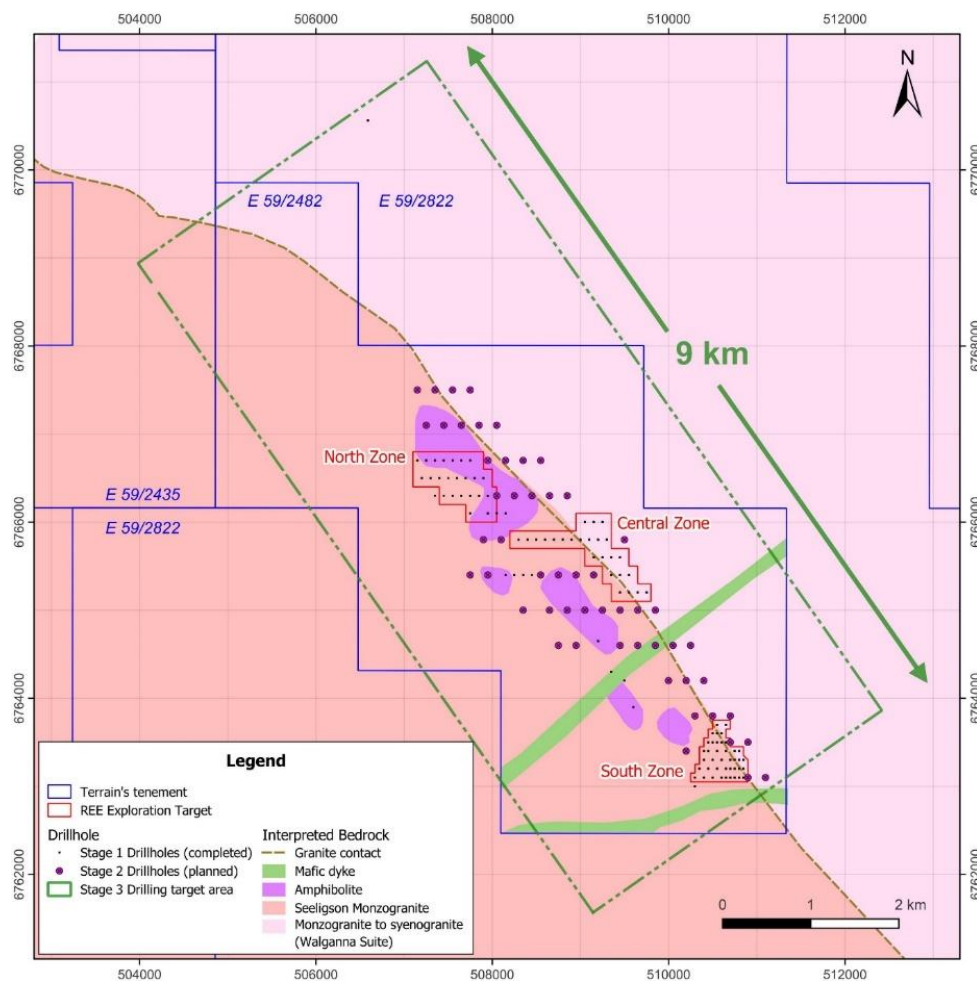 504000
506000
508000
510000
512000
N
6770000
6770000
E 59/2482
E 59/2822
6768000
6768000
9 km
North Zone
E 59/2435
E 59/2822
6766000
6766000
Central Zone
6764000
6764000
South Zone
Legend
Terrain's tenement
REE Exploration Target
Drillhole
Stage 1 Drillholes (completed)
Stage 2 Drillholes (planned)
Stage 3 Drilling target area
Interpreted Bedrock
Granite contact
Mafic dyke
Amphibolite
Seeligson Monzogranite
Monzogranite to syenogranite
(Walganna Suite)
6762000
6762000
0 1 2 km
504000
506000
508000
510000
512000